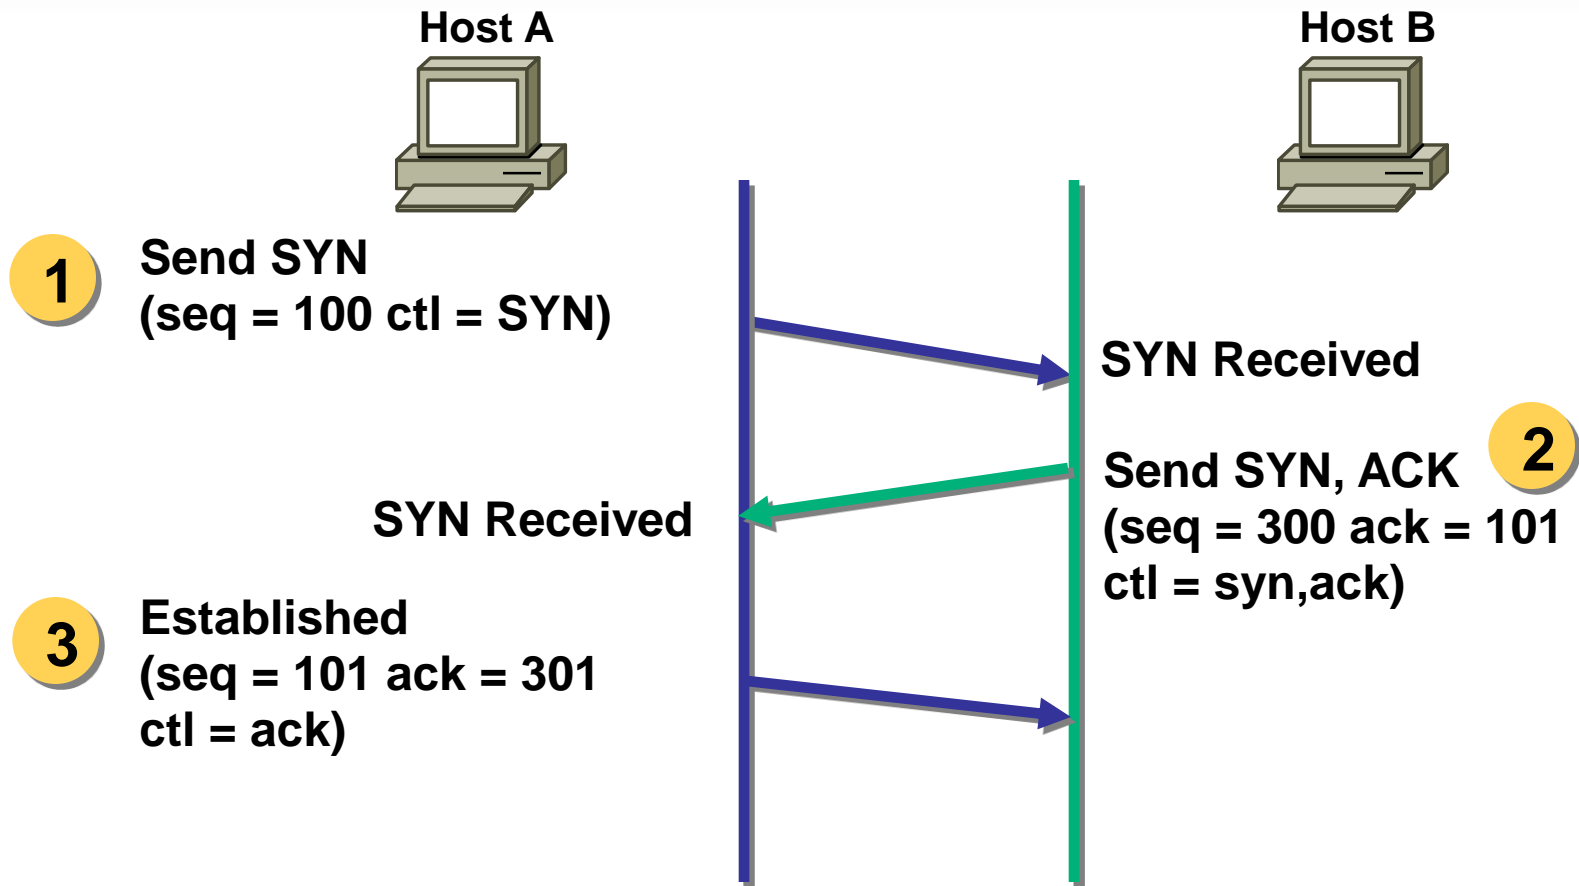 Host A
Host B
1
Send SYN
(seq = 100 ctl = SYN)
SYN Received
2
Send SYN, ACK
(seq = 300 ack = 101
ctl = syn,ack)
SYN Received
3
Established
(seq = 101 ack = 301
ctl = ack)